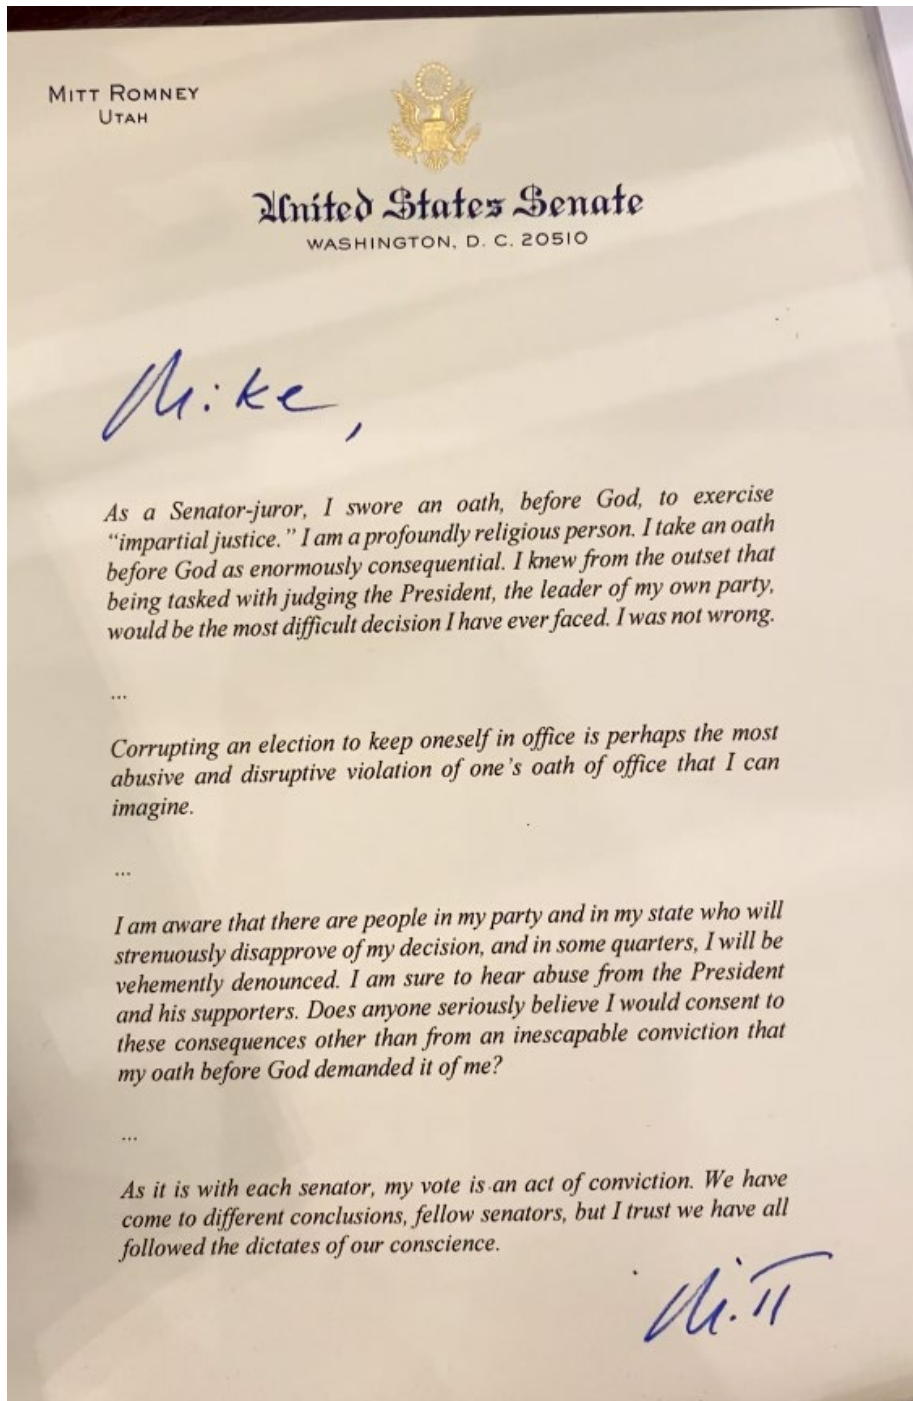 MITT ROMNEY
UTAH
United States Senate
WASHINGTON, D. C. 20510
Mike,
As a Senator-juror, I swore an oath, before God, to exercise
“impartial justice.” I am a profoundly religious person. I take an oath
before God as enormously consequential. I knew from the outset that
being tasked with judging the President, the leader of my own party,
would be the most difficult decision I have ever faced. I was not wrong.
...
Corrupting an election to keep oneself in office is perhaps the most
abusive and disruptive violation of one’s oath of office that I can
imagine.
...
I am aware that there are people in my party and in my state who will
strenuously disapprove of my decision, and in some quarters, I will be
vehemently denounced. I am sure to hear abuse from the President
and his supporters. Does anyone seriously believe I would consent to
these consequences other than from an inescapable conviction that
my oath before God demanded it of me?
...
As it is with each senator, my vote is an act of conviction. We have
come to different conclusions, fellow senators, but I trust we have all
followed the dictates of our conscience.
Mitt